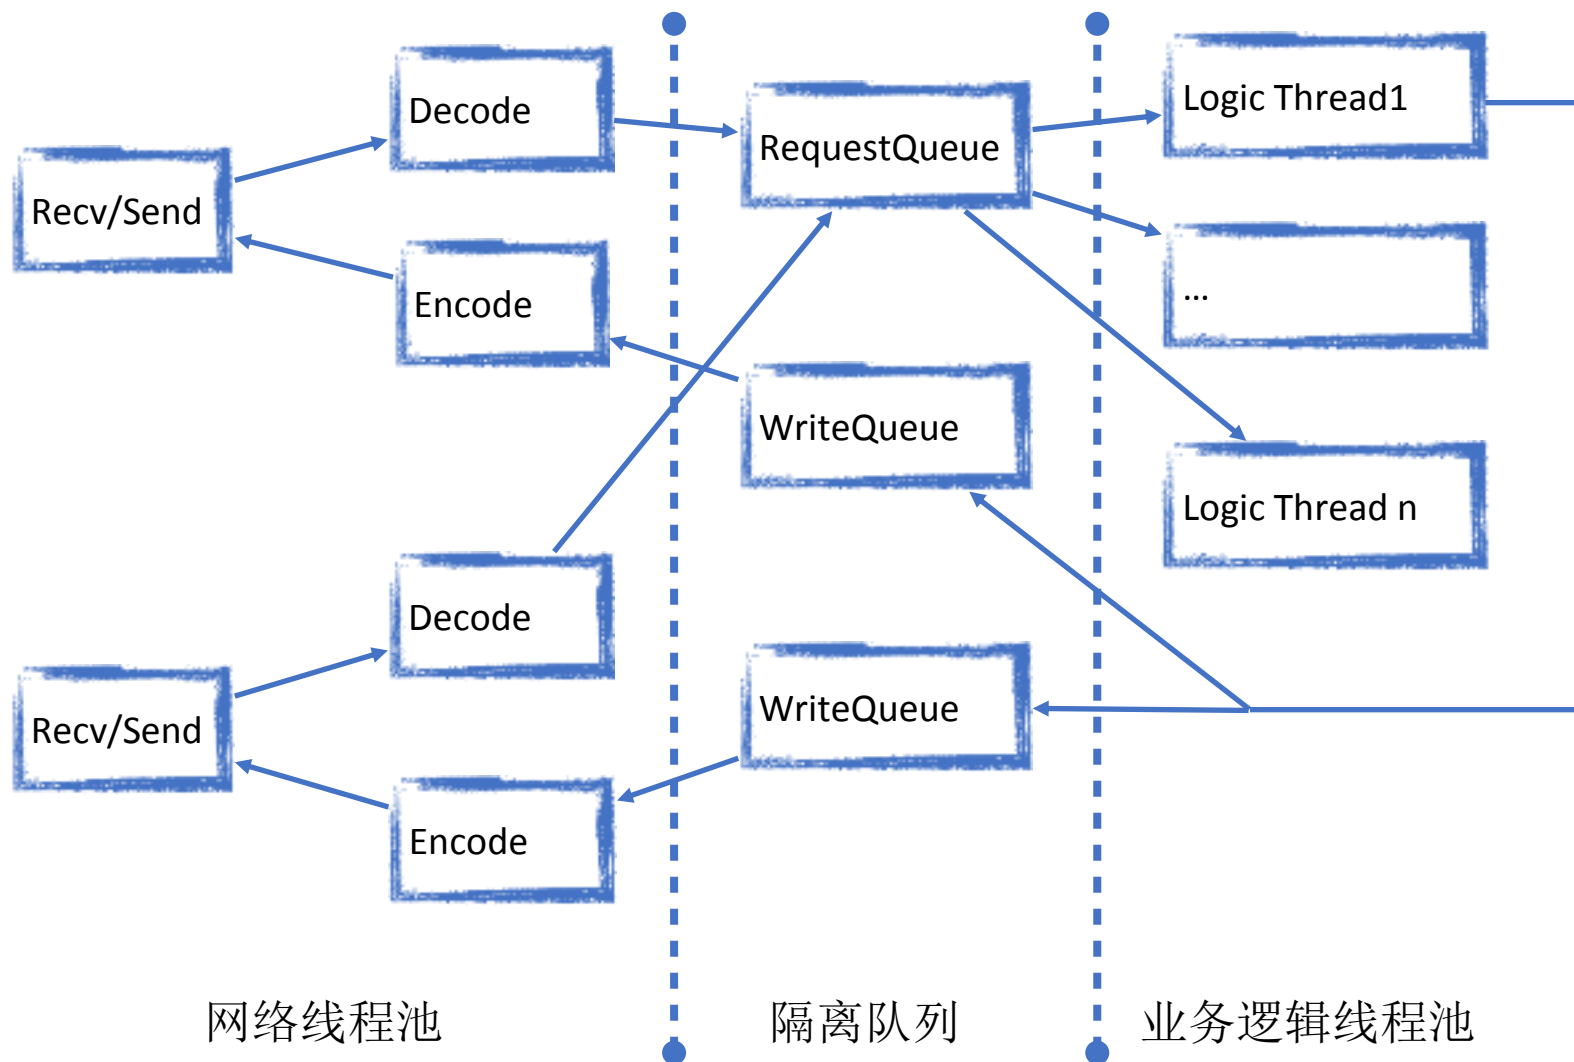 Decode
Recv/Send
Encode
Decode
Recv/Send
Encode
RequestQueue
WriteQueue
WriteQueue
Logic Thread1
...
Logic Thread n
网络线程池
隔离队列
业务逻辑线程池